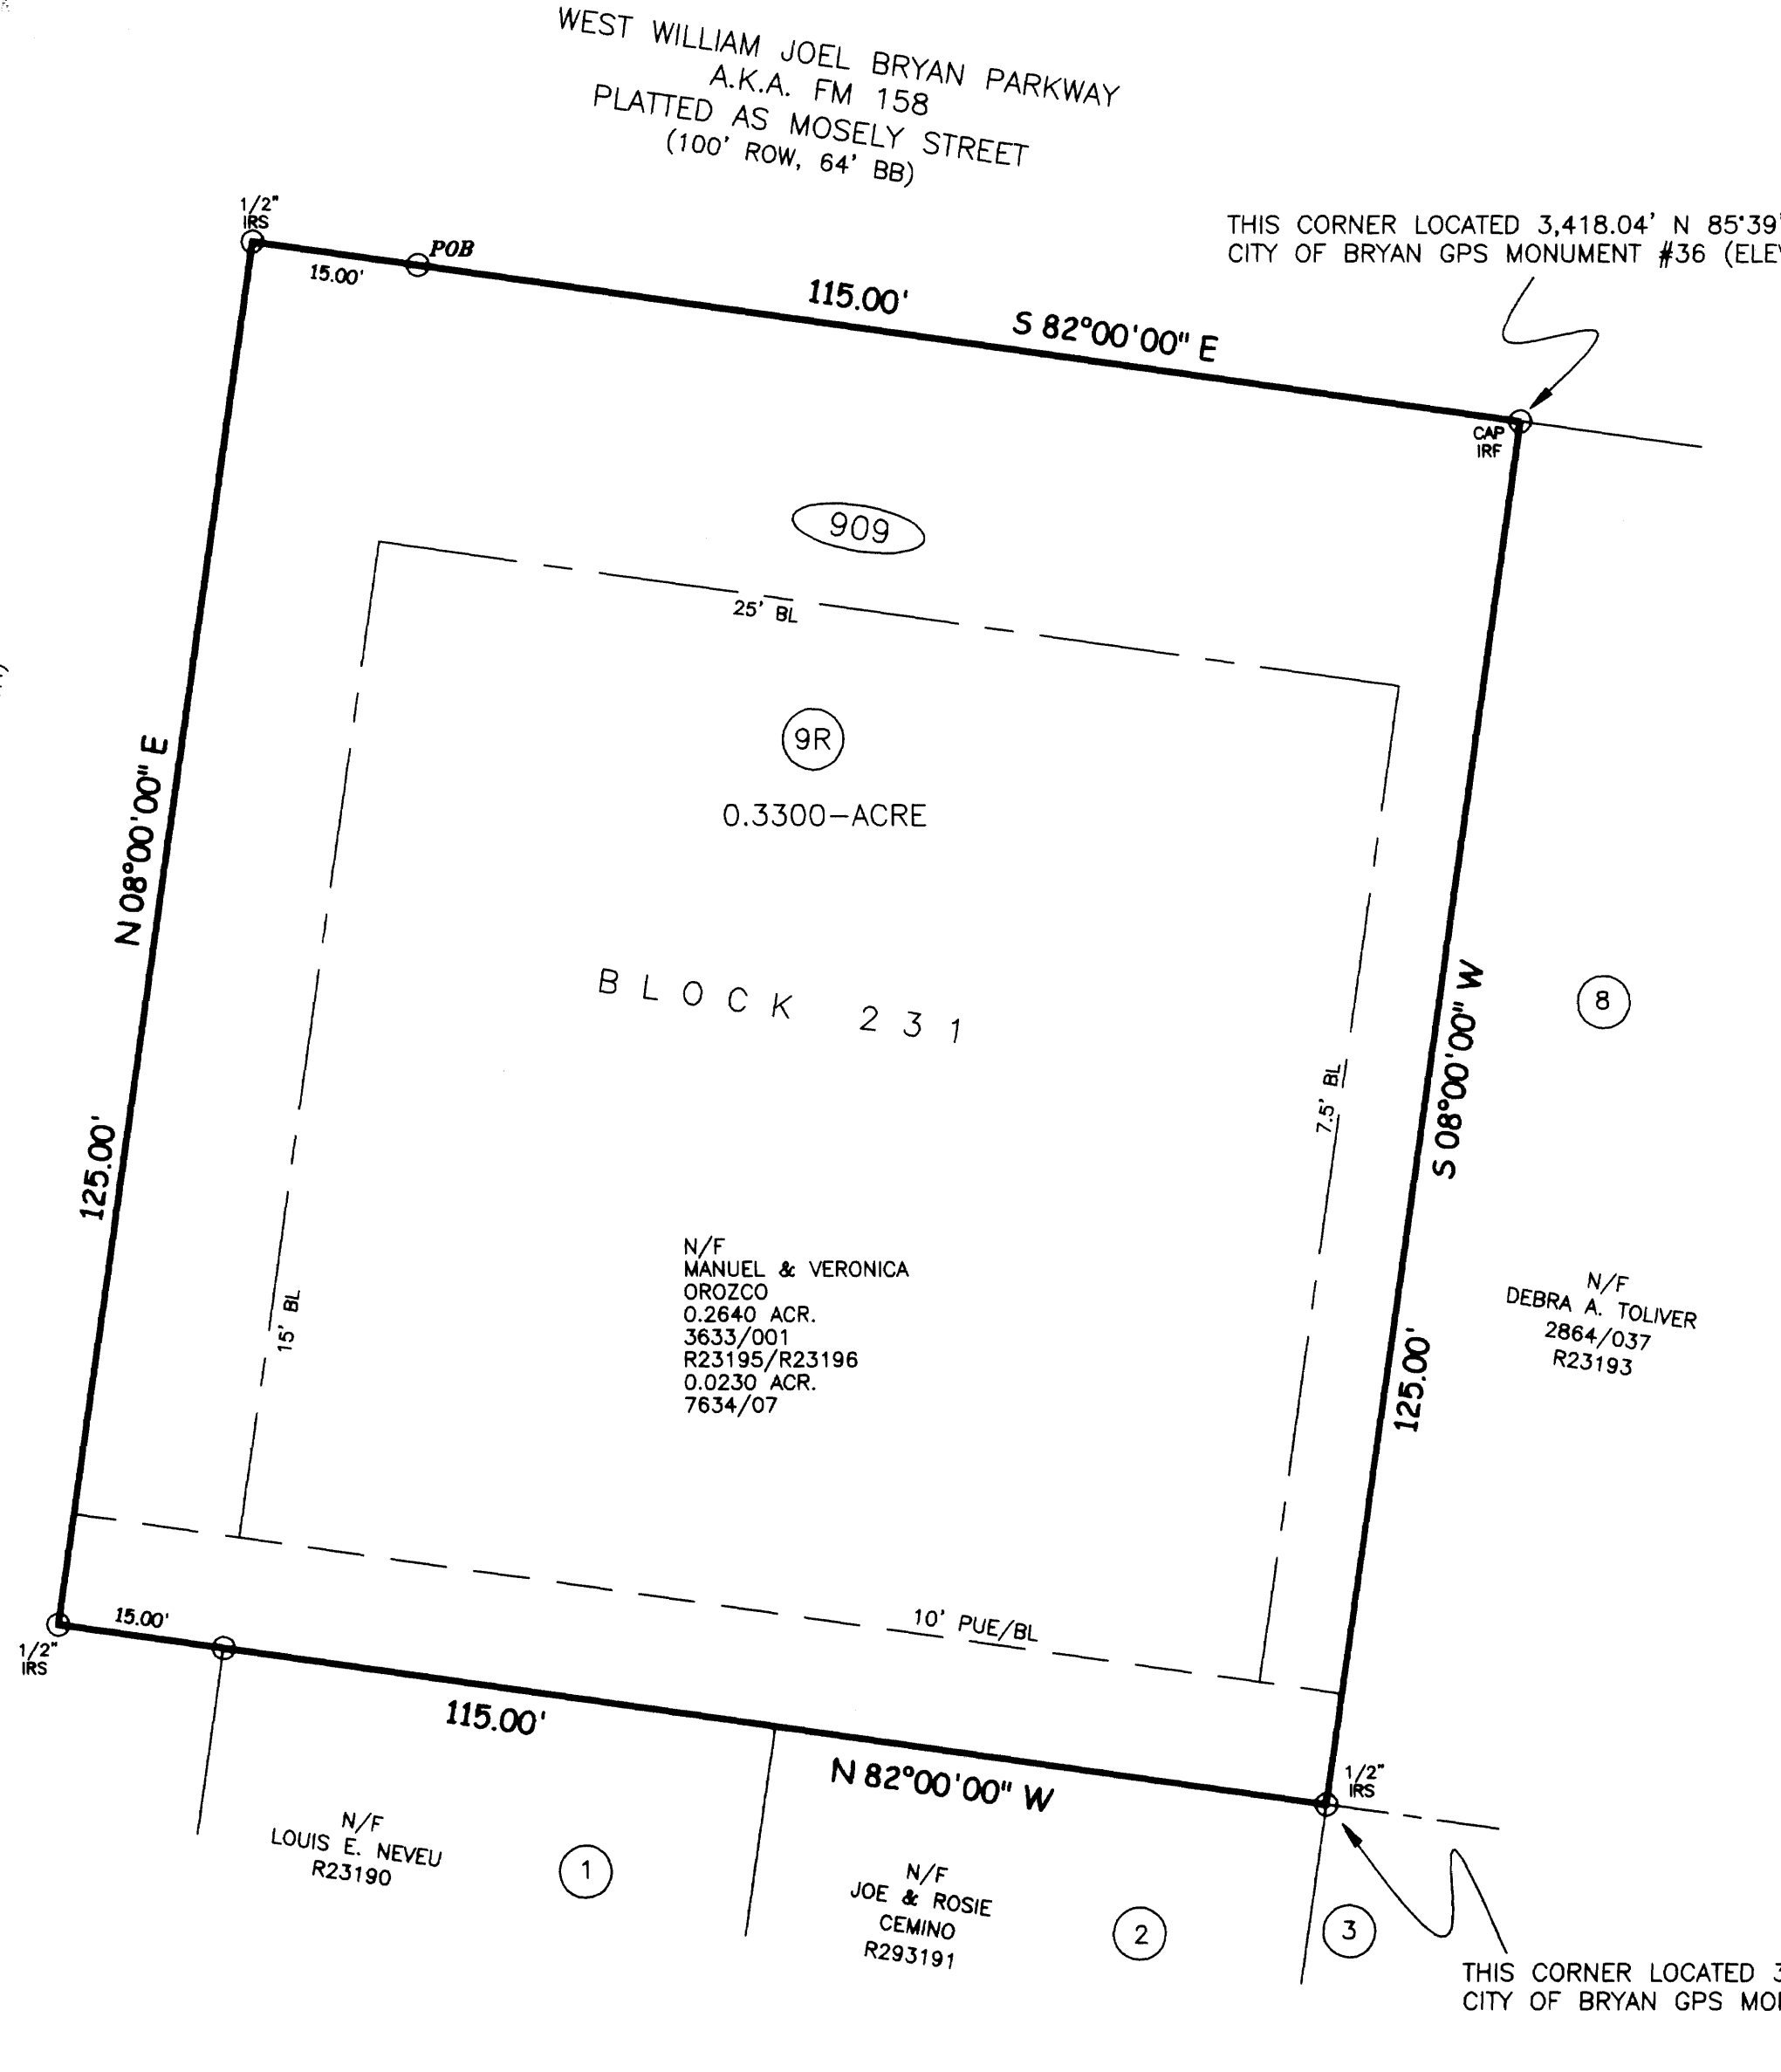 WEST WILLIAM JOEL BRYAN PARKWAY
A.K.A. FM 158
PLATTED AS MOSELY STREET
(100' ROW, 64' BB)
1/2"
IRS
POB
15.00'
115.00'
S 82°00'00" E
THIS CORNER LOCATED 3,418.04' N 85°39'
CITY OF BRYAN GPS MONUMENT #36 (ELE
CAP
IRF
909
25' BL
9R
0.3300-ACRE
N 08°00'00" E
BLOCK 231
8
S 08°00'00" W
7.5' BL
125.00'
15' BL
N/F
MANUEL & VERONICA
OROZCO
0.2640 ACR.
3633/001
R23195/R23196
0.0230 ACR.
7634/07
N/F
DEBRA A. TOLIVER
2864/037
R23193
125.00'
15.00'
1/2"
IRS
10' PUE/BL
115.00'
N 82°00'00" W
1/2"
IRS
N/F
LOUIS E. NEVEU
R23190
1
N/F
JOE & ROSIE
CEMINO
R293191
2
3
THIS CORNER LOCATED 3
CITY OF BRYAN GPS MO